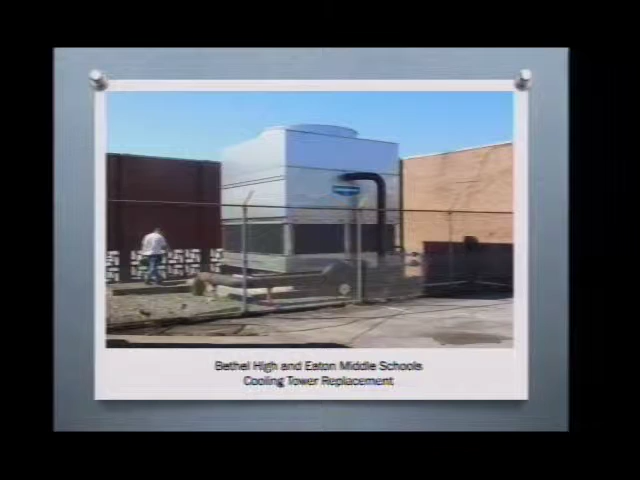 Bethel High and Eaton Middle Schools
Cooling Tower Replacement